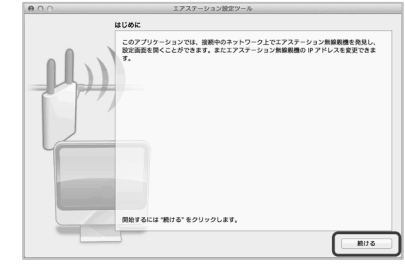 エアステーション設定ツール
はじめに
このアプリケーションでは、接続中のネットワーク上でエアステーション無線親機を発見し、
設定画面を開くことができます。またエアステーション無線親機の IP アドレスを変更できま
す。
開始するには “続ける” をクリックします。
続ける